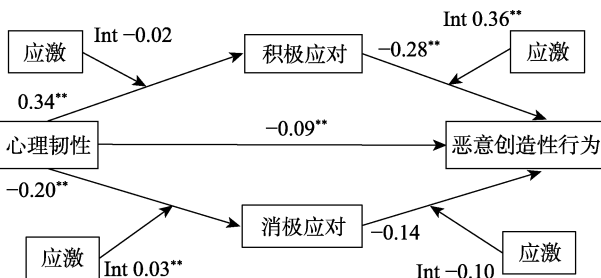 Int −0.02
Int 0.36**
应激
积极应对
−0.28**
应激
0.34**
心理韧性
−0.09**
恶意创造性行为
−0.20**
消极应对
−0.14
应激
Int 0.03**
应激
Int −0.10